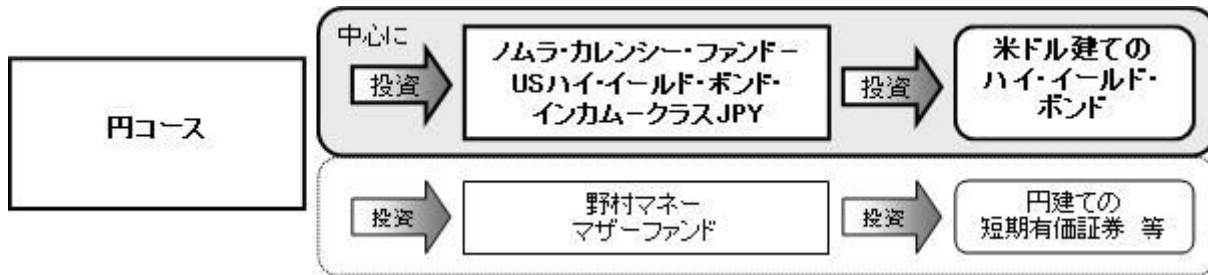 円コース
中心に
投資
ノムラ・カレンシー・ファンド－
USハイ・イールド・ボンド・
インカム－クラスJPY
投資
米ドル建ての
ハイ・イールド・
ボンド
投資
野村マネー
マザーファンド
投資
円建ての
短期有価証券 等